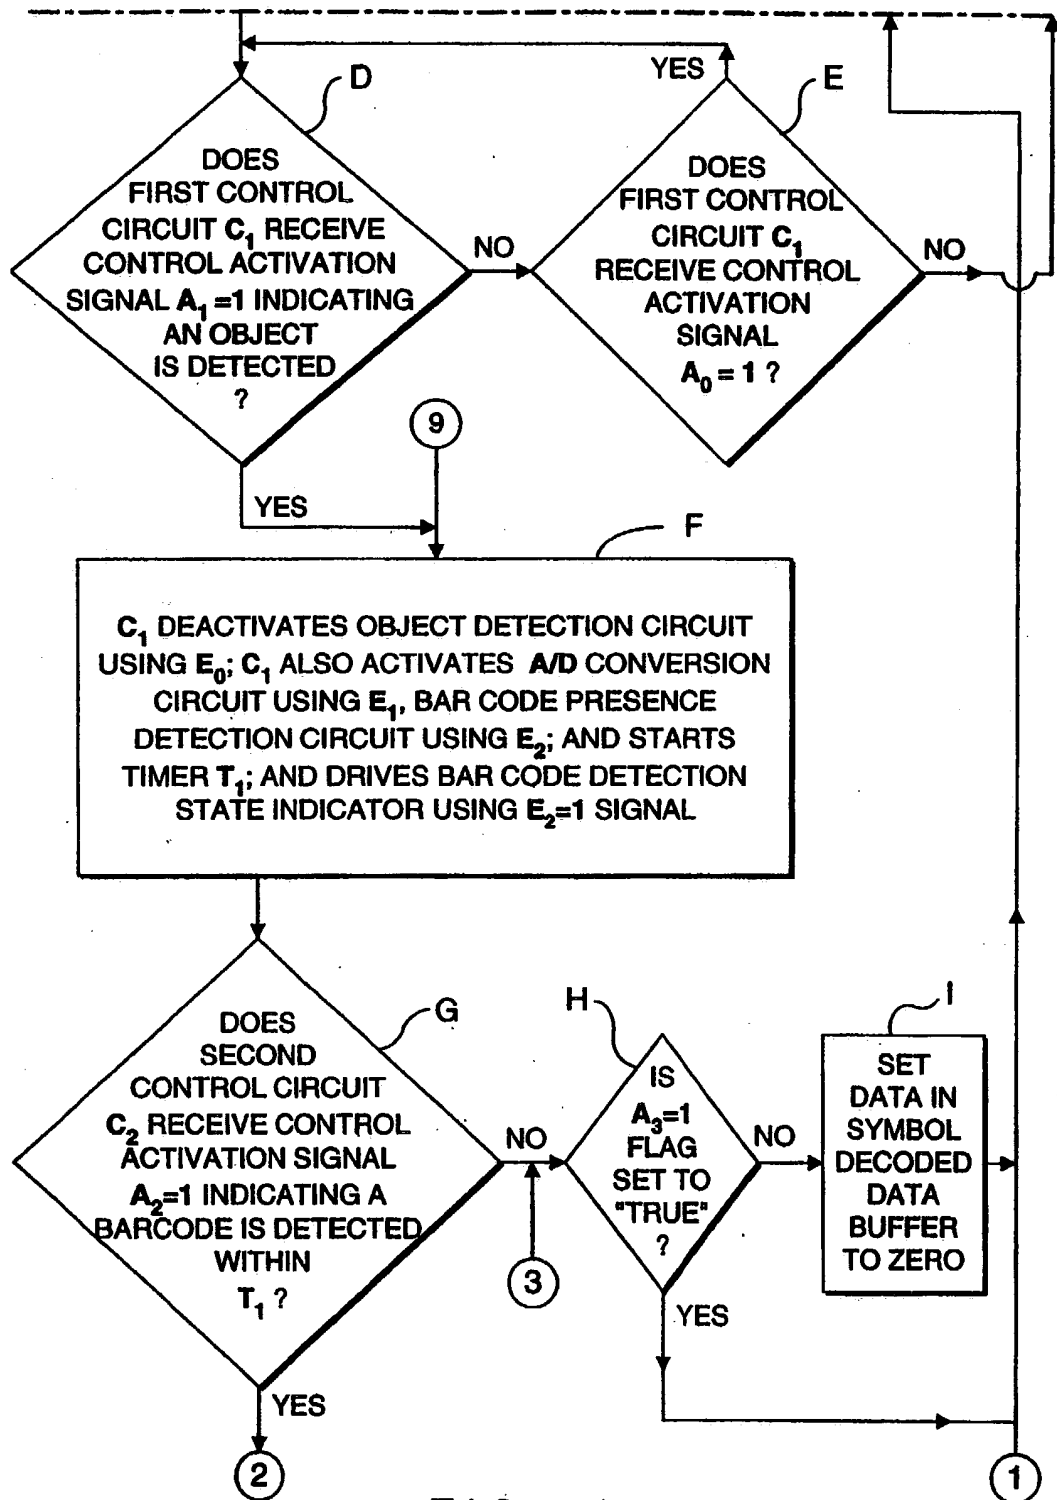 YES
D
E
DOES
FIRST CONTROL
CIRCUIT C1 RECEIVE
CONTROL ACTIVATION
SIGNAL A1 =1 INDICATING
AN OBJECT
IS DETECTED
?
NO
DOES
FIRST CONTROL
CIRCUIT C1
RECEIVE CONTROL
ACTIVATION
SIGNAL
A0 = 1 ?
NO
9
YES
F
C1 DEACTIVATES OBJECT DETECTION CIRCUIT
USING E0; C1 ALSO ACTIVATES A/D CONVERSION
CIRCUIT USING E1, BAR CODE PRESENCE
DETECTION CIRCUIT USING E2; AND STARTS
TIMER T1; AND DRIVES BAR CODE DETECTION
STATE INDICATOR USING E2=1 SIGNAL
G
DOES
SECOND
CONTROL CIRCUIT
C2 RECEIVE CONTROL
ACTIVATION SIGNAL
A2=1 INDICATING A
BARCODE IS DETECTED
WITHIN
T1 ?
NO
3
H
IS
A3=1
FLAG
SET TO
"TRUE"
?
NO
I
SET
DATA IN
SYMBOL
DECODED
DATA
BUFFER
TO ZERO
YES
YES
2
1